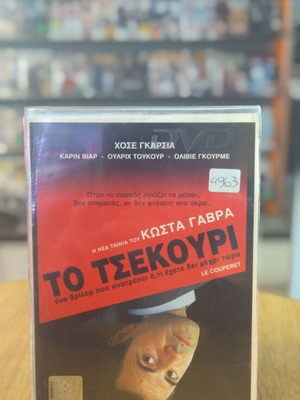 DVD
ΧΟΣΕ ΓΚΑΡΣΙΑ
ΚΑΡΙΝ ΒΙΑΡ - ΟΥΛΡΙΧ ΤΟΥΚΟΥΡ - ΟΛΙΒΙΕ ΓΚΟΥΡΜΕ
4963
Όταν «ο σκοπός αγιάζει τα μέσα»,
δεν σταματάς, αν δεν φτάσεις στα άκρα...
Η ΝΕΑ ΤΑΙΝΙΑ ΤΟΥ ΚΩΣΤΑ ΓΑΒΡΑ
ΤΟ ΤΣΕΚΟΥΡΙ
ένα θρίλερ που ανατρέπει ό,τι έχετε δει μέχρι τώρα
LE COUPERET